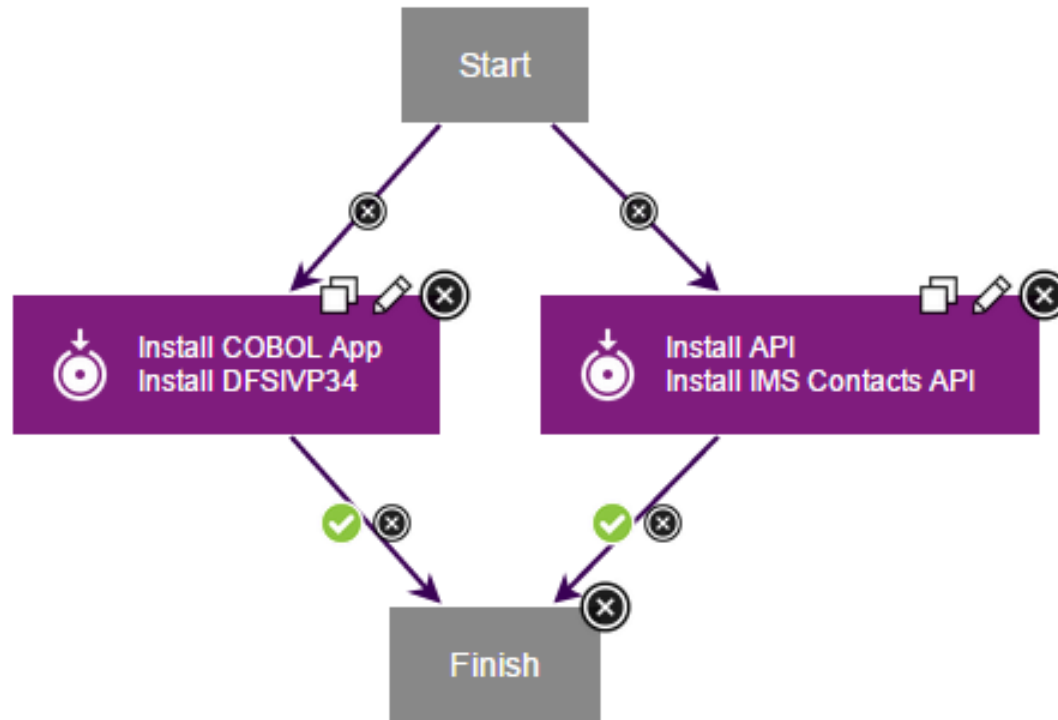 Start
Install COBOL App
Install DFSIVP34
Install API
Install IMS Contacts API
Finish